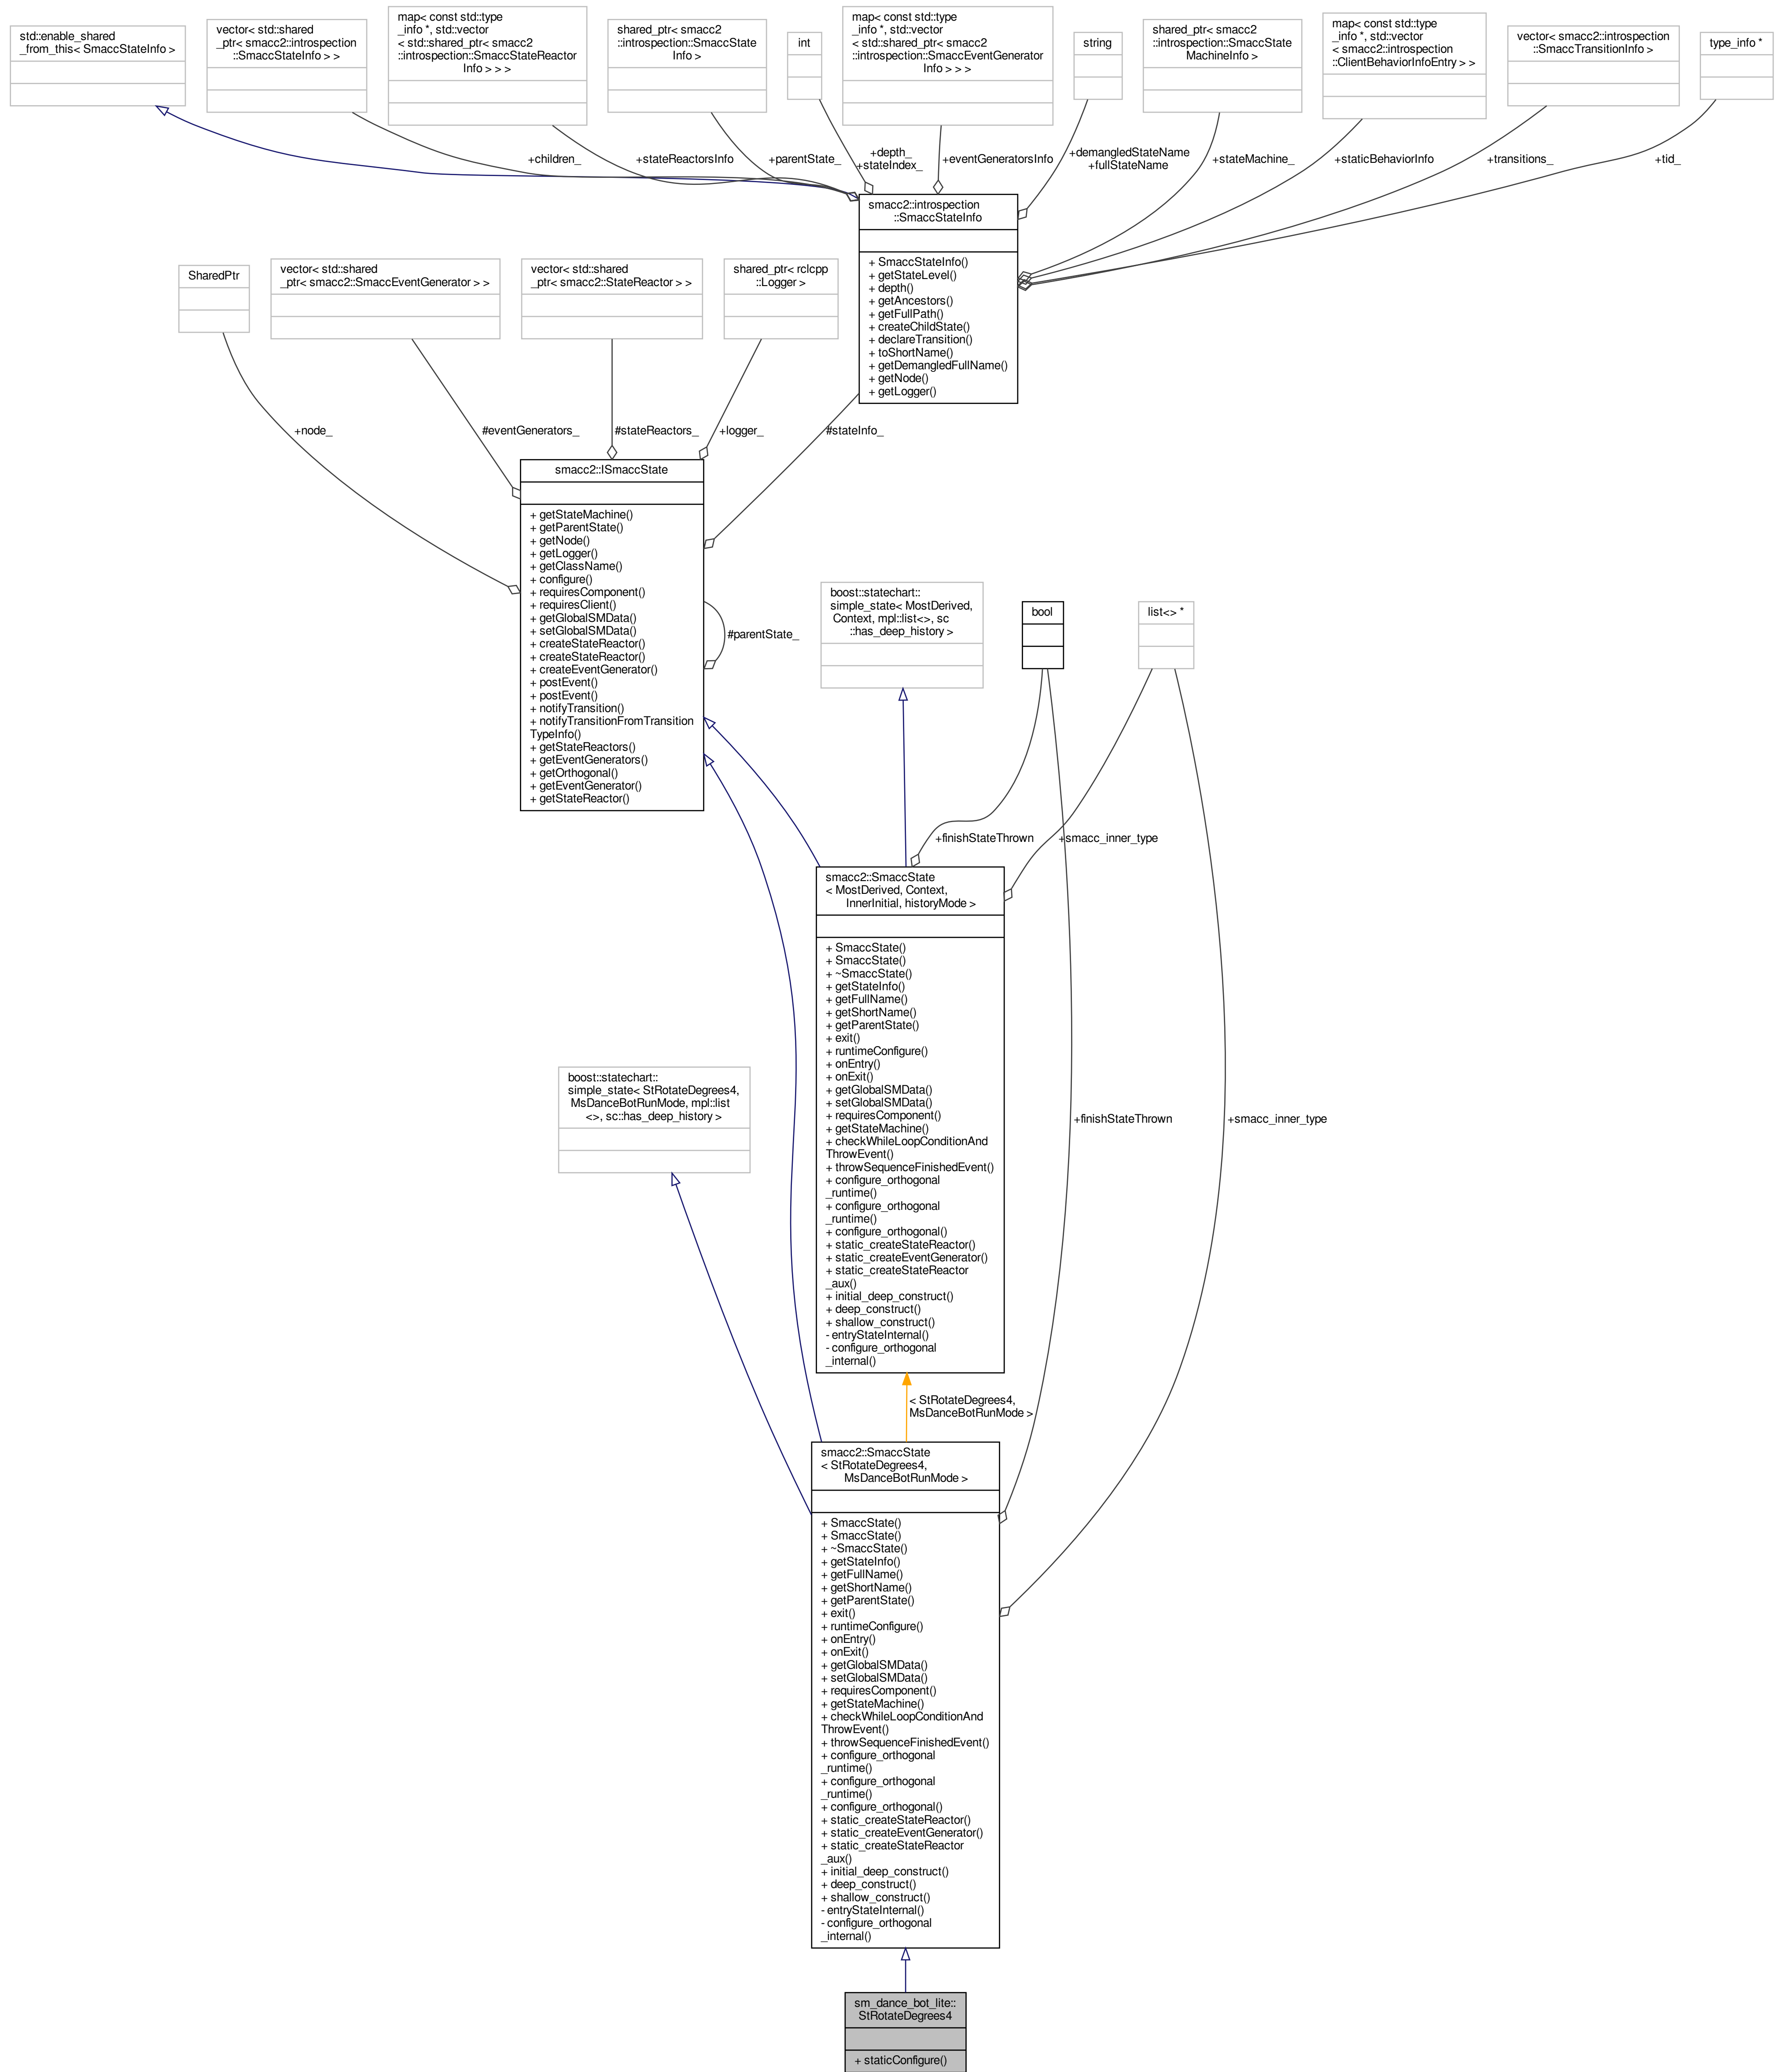 std::enable_shared
_from_this< SmaccStateInfo >
vector< std::shared
_ptr< smacc2::introspection
::SmaccStateInfo > >
map< const std::type
_info *, std::vector
< std::shared_ptr< smacc2
::introspection::SmaccStateReactor
Info > > >
shared_ptr< smacc2
::introspection::SmaccState
Info >
int
map< const std::type
_info *, std::vector
< std::shared_ptr< smacc2
::introspection::SmaccEventGenerator
Info > > >
string
shared_ptr< smacc2
::introspection::SmaccState
MachineInfo >
map< const std::type
_info *, std::vector
< smacc2::introspection
::ClientBehaviorInfoEntry > >
vector< smacc2::introspection
::SmaccTransitionInfo >
type_info *
+children_
+stateReactorsInfo
+parentState_
+depth_
+stateIndex_
+eventGeneratorsInfo
+demangledStateName
+fullStateName
+stateMachine_
+staticBehaviorInfo
+transitions_
+tid_
smacc2::introspection
::SmaccStateInfo
+ SmaccStateInfo()
+ getStateLevel()
+ depth()
+ getAncestors()
+ getFullPath()
+ createChildState()
+ declareTransition()
+ toShortName()
+ getDemangledFullName()
+ getNode()
+ getLogger()
SharedPtr
vector< std::shared
_ptr< smacc2::SmaccEventGenerator > >
vector< std::shared
_ptr< smacc2::StateReactor > >
shared_ptr< rclcpp
::Logger >
+node_
#eventGenerators_
#stateReactors_
+logger_
#stateInfo_
smacc2::ISmaccState
+ getStateMachine()
+ getParentState()
+ getNode()
+ getLogger()
+ getClassName()
+ configure()
+ requiresComponent()
+ requiresClient()
+ getGlobalSMData()
+ setGlobalSMData()
+ createStateReactor()
+ createStateReactor()
+ createEventGenerator()
+ postEvent()
+ postEvent()
+ notifyTransition()
+ notifyTransitionFromTransition
TypeInfo()
+ getStateReactors()
+ getEventGenerators()
+ getOrthogonal()
+ getEventGenerator()
+ getStateReactor()
#parentState_
boost::statechart::
simple_state< MostDerived,
Context, mpl::list<>, sc
::has_deep_history >
bool
list<> *
+finishStateThrown
+smacc_inner_type
smacc2::SmaccState
< MostDerived, Context,
InnerInitial, historyMode >
+ SmaccState()
+ SmaccState()
+ ~SmaccState()
+ getStateInfo()
+ getFullName()
+ getShortName()
+ getParentState()
+ exit()
+ runtimeConfigure()
+ onEntry()
+ onExit()
+ getGlobalSMData()
+ setGlobalSMData()
+ requiresComponent()
+ getStateMachine()
+ checkWhileLoopConditionAnd
ThrowEvent()
+ throwSequenceFinishedEvent()
+ configure_orthogonal
_runtime()
+ configure_orthogonal
_runtime()
+ configure_orthogonal()
+ static_createStateReactor()
+ static_createEventGenerator()
+ static_createStateReactor
_aux()
+ initial_deep_construct()
+ deep_construct()
+ shallow_construct()
- entryStateInternal()
- configure_orthogonal
_internal()
boost::statechart::
simple_state< StRotateDegrees4,
MsDanceBotRunMode, mpl::list
<>, sc::has_deep_history >
+finishStateThrown
+smacc_inner_type
< StRotateDegrees4,
MsDanceBotRunMode >
smacc2::SmaccState
< StRotateDegrees4,
MsDanceBotRunMode >
+ SmaccState()
+ SmaccState()
+ ~SmaccState()
+ getStateInfo()
+ getFullName()
+ getShortName()
+ getParentState()
+ exit()
+ runtimeConfigure()
+ onEntry()
+ onExit()
+ getGlobalSMData()
+ setGlobalSMData()
+ requiresComponent()
+ getStateMachine()
+ checkWhileLoopConditionAnd
ThrowEvent()
+ throwSequenceFinishedEvent()
+ configure_orthogonal
_runtime()
+ configure_orthogonal
_runtime()
+ configure_orthogonal()
+ static_createStateReactor()
+ static_createEventGenerator()
+ static_createStateReactor
_aux()
+ initial_deep_construct()
+ deep_construct()
+ shallow_construct()
- entryStateInternal()
- configure_orthogonal
_internal()
sm_dance_bot_lite::
StRotateDegrees4
+ staticConfigure()